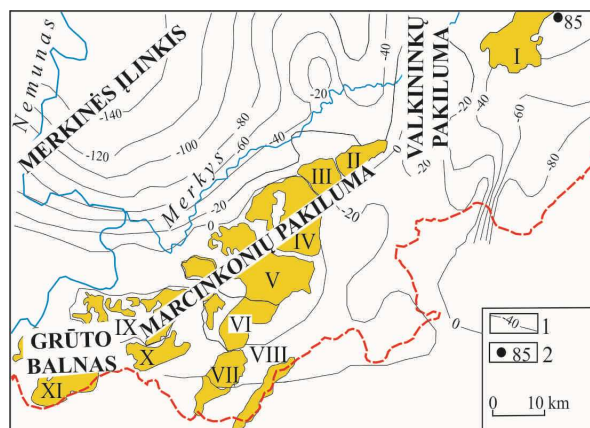 Nemunas
MERKINĖS ĮLINKIS
-140
-120
-100
-80
-60
-40
-20
0
Merkys
-20
-40
-20
0
-20
VALKININKŲ
PAKILUMA
85
I
-20
-40
-60
-80
0
MARCINKONIŲ PAKILUMA
II
III
-20
IV
V
VI
VII
VIII
IX
X
XI
GRŪTO
BALNAS
-40 1
85 2
0 10 km